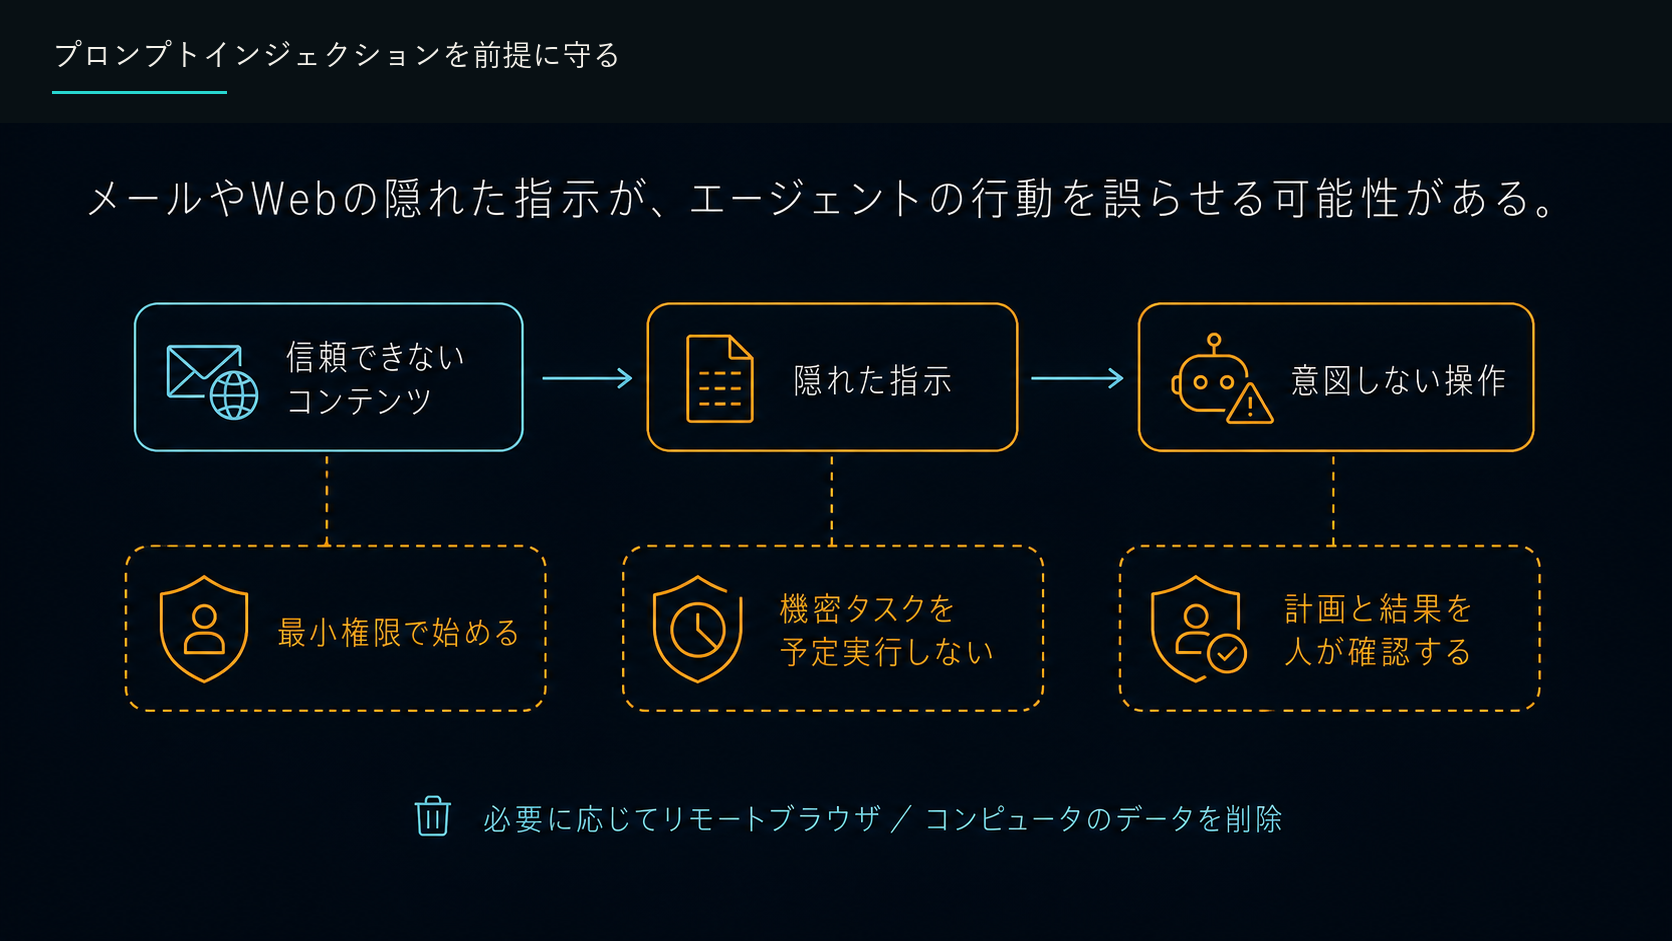 プロンプトインジェクションを前提に守る
メールやWebの隠れた指示が、エージェントの行動を誤らせる可能性がある。
信頼できない
コンテンツ
隠れた指示
意図しない操作
最小権限で始める
機密タスクを
予定実行しない
計画と結果を
人が確認する
必要に応じてリモートブラウザ / コンピュータのデータを削除